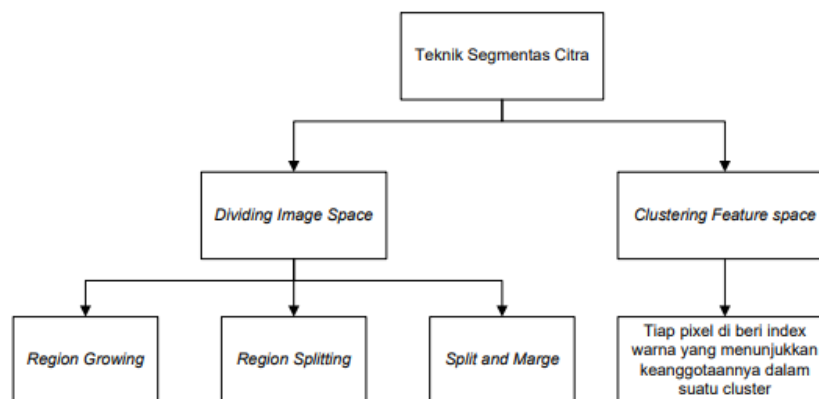 Teknik Segmentas Citra
Dividing Image Space
Clustering Feature space
Region Growing
Region Splitting
Split and Marge
Tiap pixel di beri index
warna yang menunjukkan
keanggotaannya dalam
suatu cluster